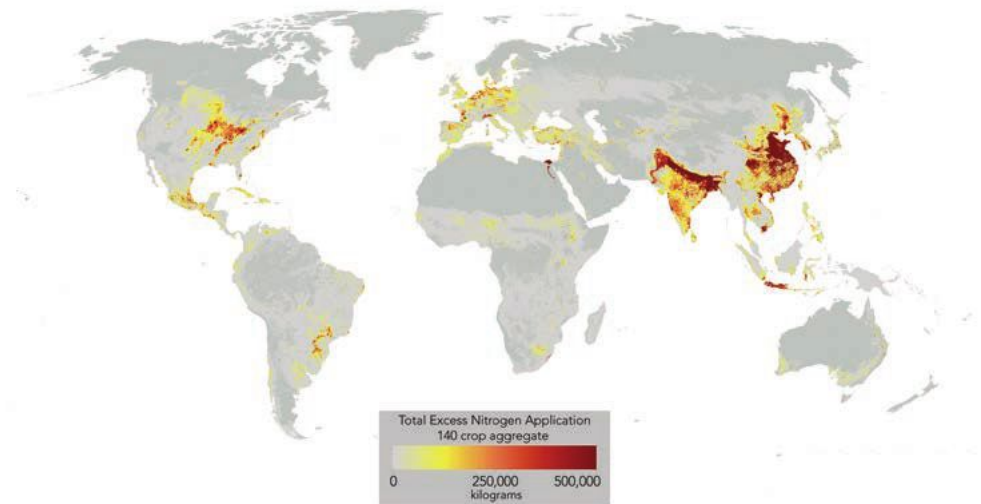 Total Excess Nitrogen Application
140 crop aggregate
0 250,000 500,000
kilograms